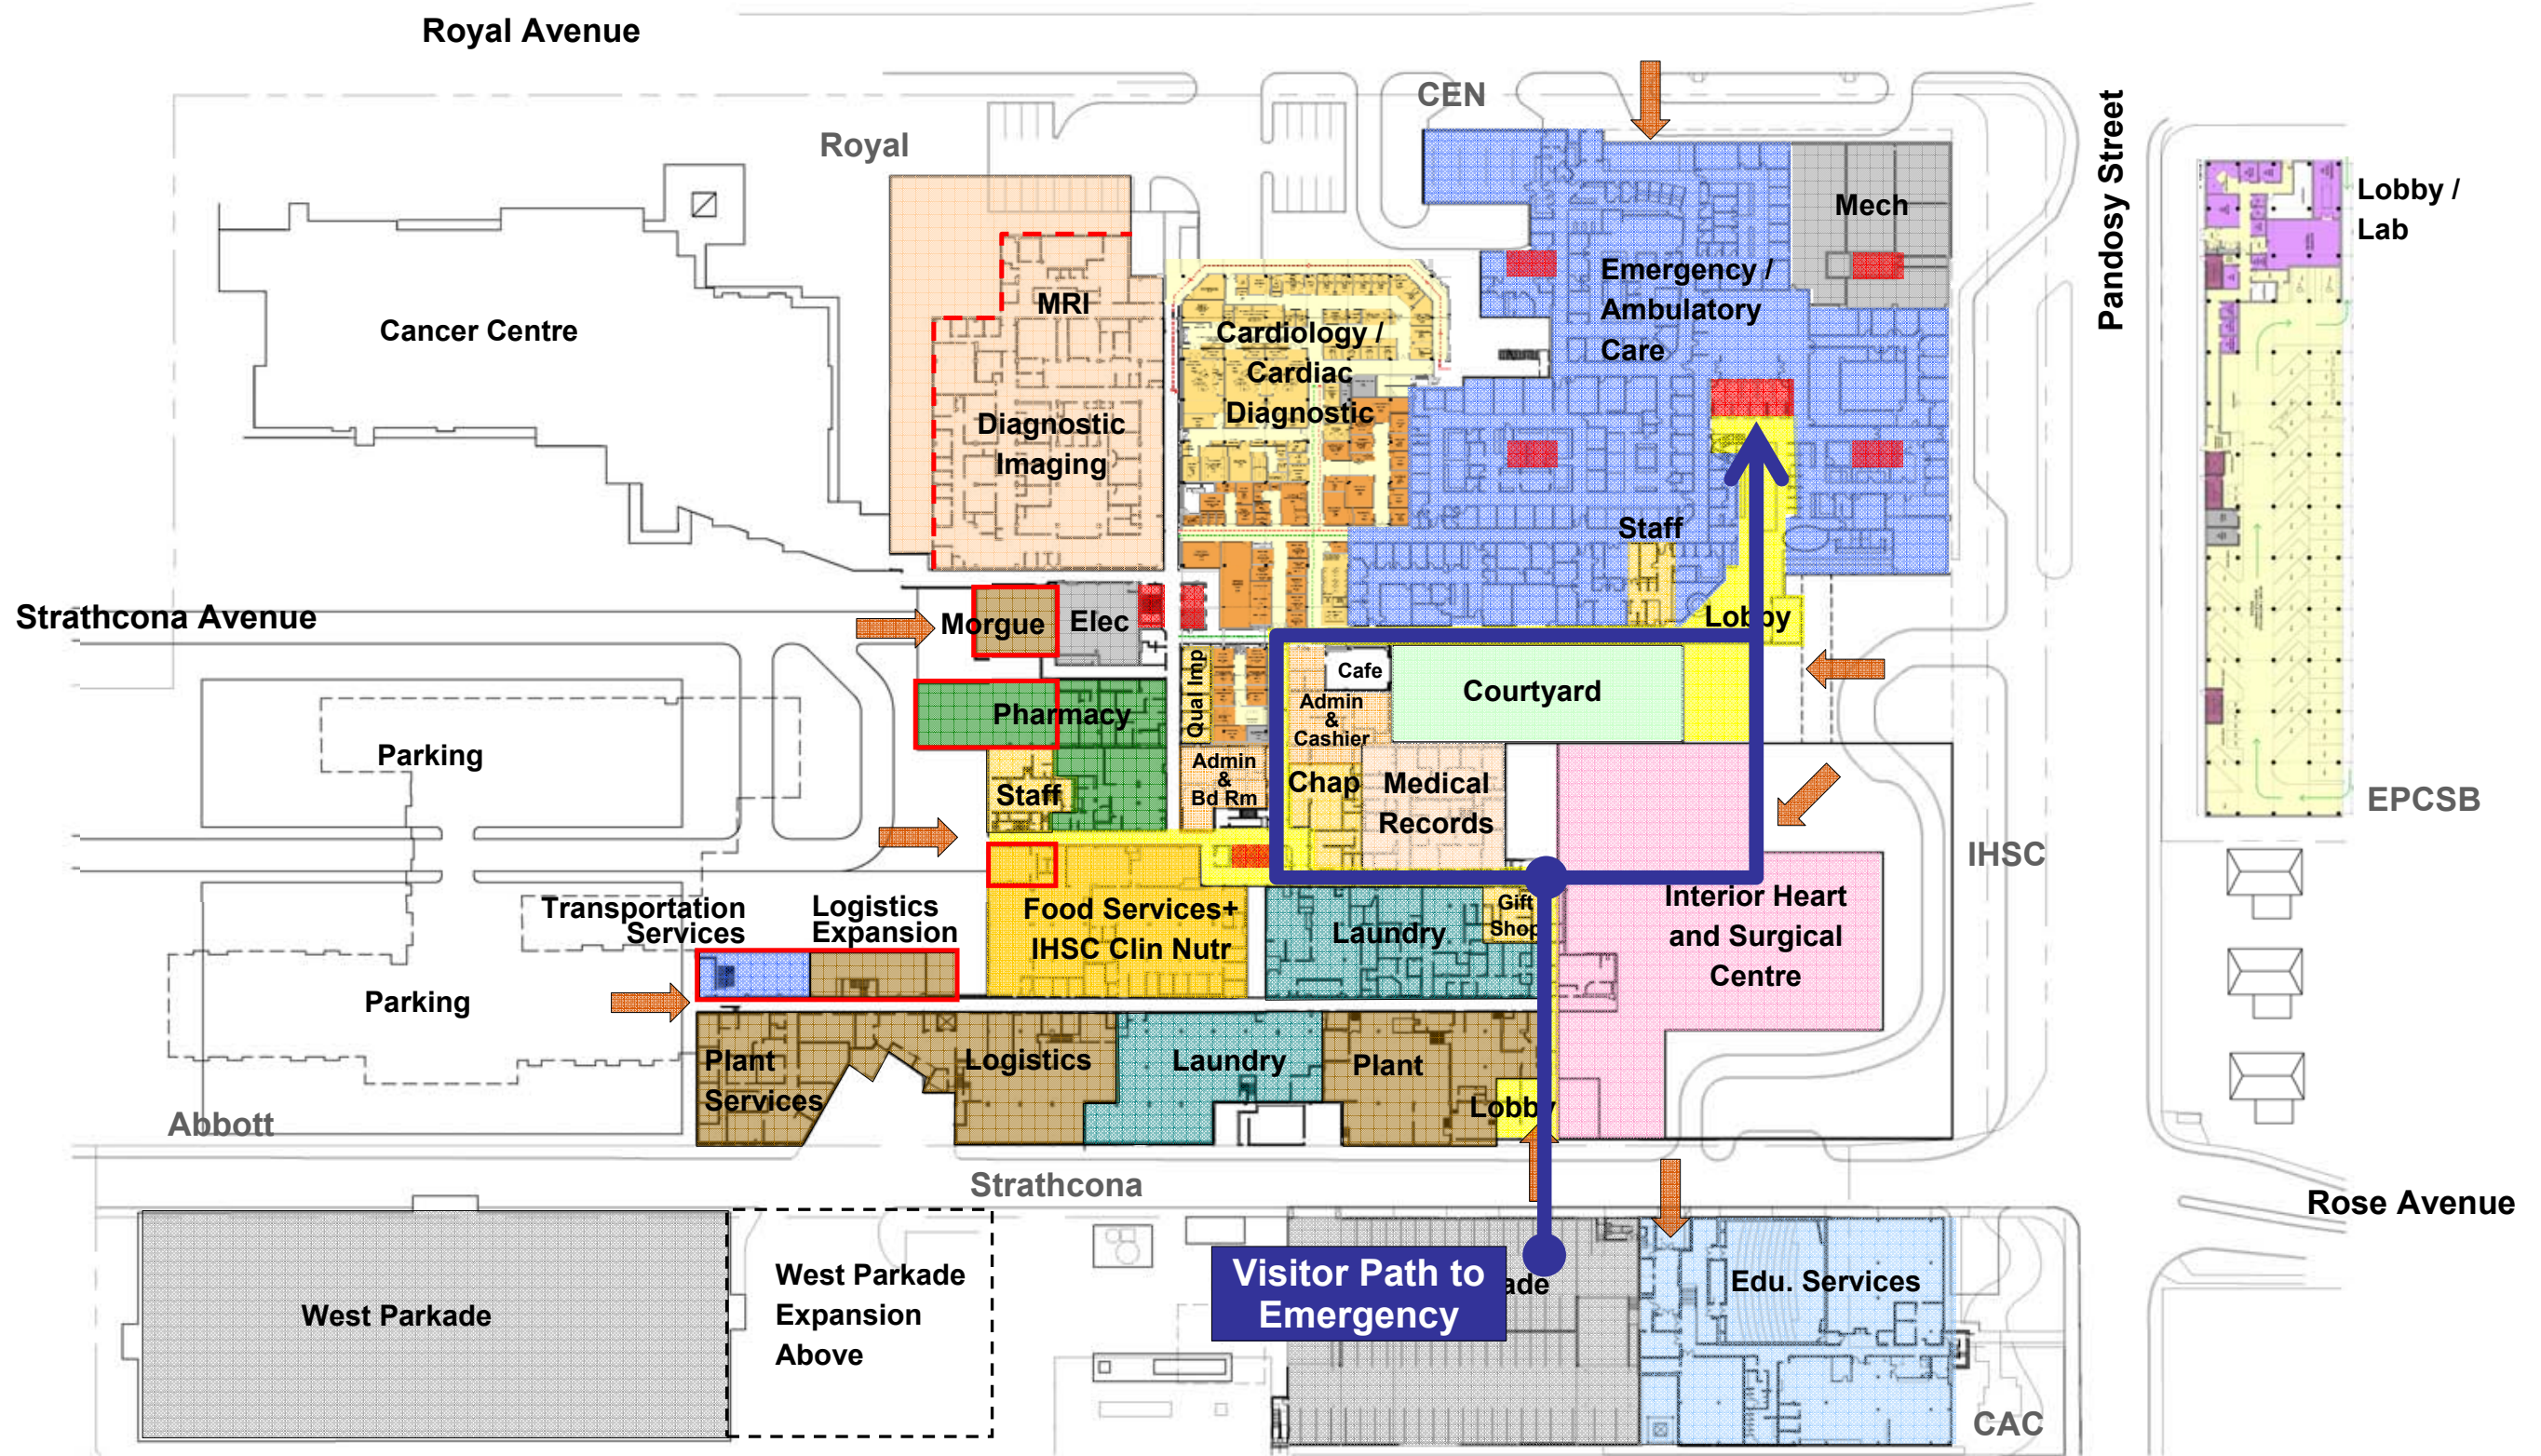 Royal Avenue
CEN
Royal
Pandosy Street
Lobby /
Lab
Mech
Emergency /
Ambulatory
Care
MRI
Cancer Centre
Cardiology /
Cardiac
Diagnostic
Diagnostic
Imaging
Staff
Strathcona Avenue
Morgue
Elec
Lobby
Qual Imp
Cafe
Courtyard
Admin
&
Cashier
Pharmacy
Parking
Admin
&
Bd Rm
Chap
Medical
Records
Staff
EPCSB
IHSC
Transportation
Services
Logistics
Expansion
Food Services+
IHSC Clin Nutr
Laundry
Gift
Shop
Interior Heart
and Surgical
Centre
Parking
Plant
Services
Logistics
Laundry
Plant
Lobby
Abbott
Strathcona
Rose Avenue
West Parkade
West Parkade
Expansion
Above
Visitor Path to
Emergency
ade
Edu. Services
CAC